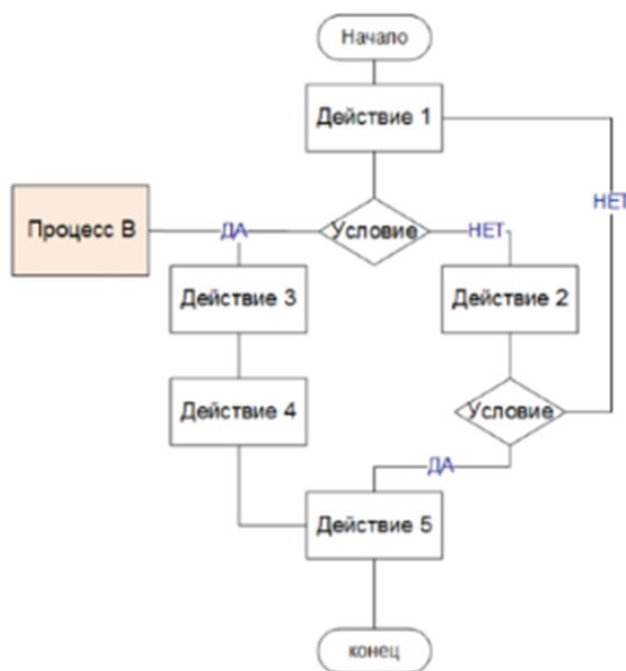 Начало
Действие 1
НЕТ
Процесс В
ДА
Условие
НЕТ
Действие 3
Действие 2
Действие 4
Условие
ДА
Действие 5
конец